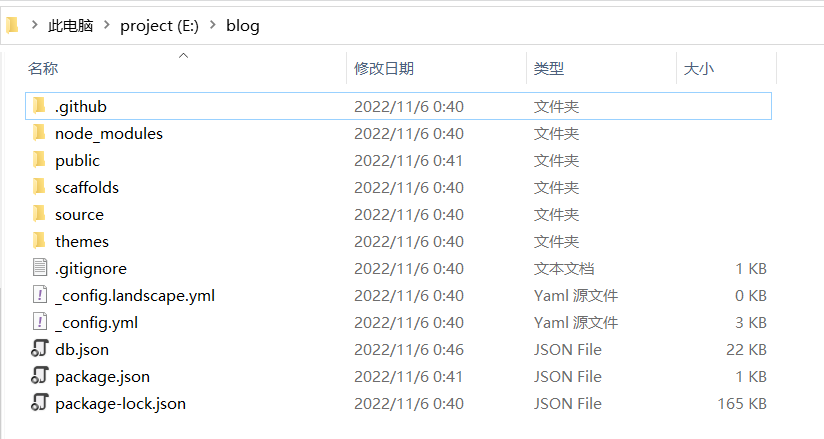 此电脑 project (E:) blog
名称 修改日期 类型 大小
.github 2022/11/6 0:40 文件夹
node_modules 2022/11/6 0:40 文件夹
public 2022/11/6 0:41 文件夹
scaffolds 2022/11/6 0:40 文件夹
source 2022/11/6 0:40 文件夹
themes 2022/11/6 0:40 文件夹
.gitignore 2022/11/6 0:40 文本文档 1 KB
_config.landscape.yml 2022/11/6 0:40 Yaml 源文件 0 KB
_config.yml 2022/11/6 0:40 Yaml 源文件 3 KB
db.json 2022/11/6 0:46 JSON File 22 KB
package.json 2022/11/6 0:41 JSON File 1 KB
package-lock.json 2022/11/6 0:40 JSON File 165 KB